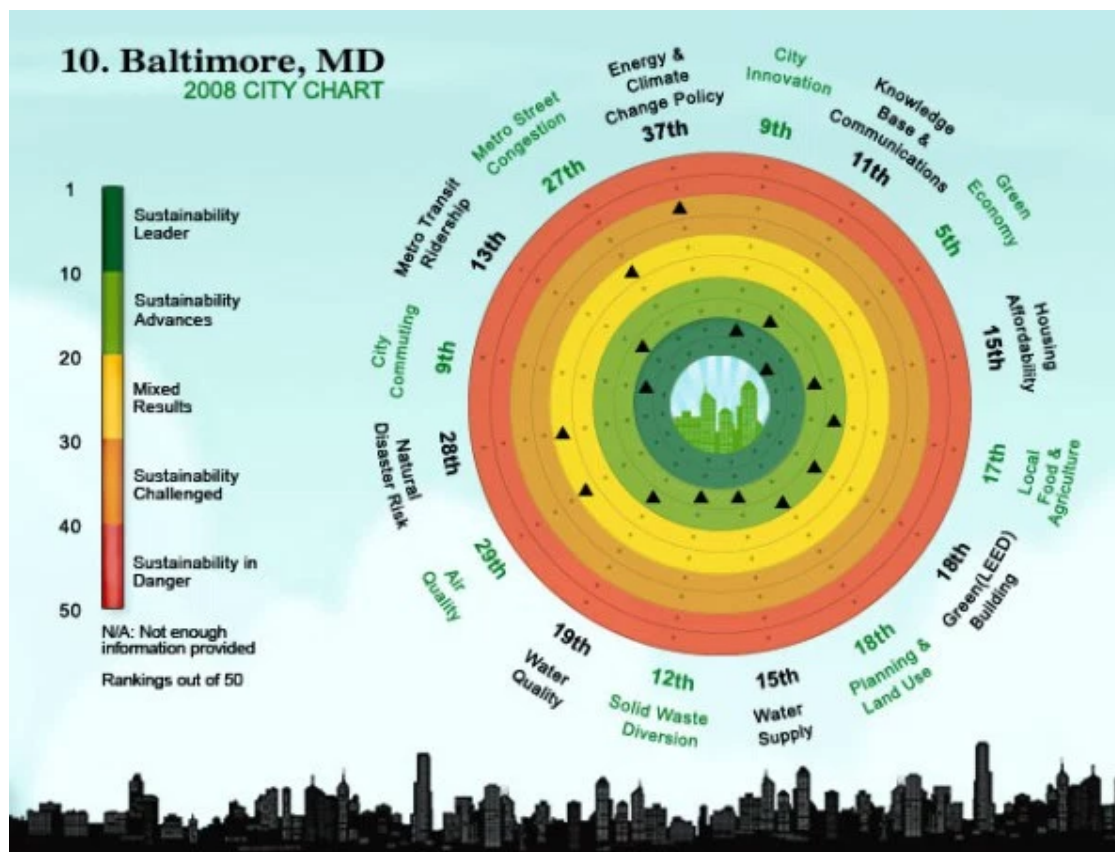 10. Baltimore, MD
2008 CITY CHART
1
Sustainability
Leader
10
Sustainability
Advances
20
Mixed
Results
30
Sustainability
Challenged
40
Sustainability in
Danger
50
N/A: Not enough
information provided
Rankings out of 50
Energy &
Climate
Change Policy
37th
City
Innovation
9th
Knowledge
Base &
Communications
11th
Green
Economy
5th
Housing
Affordability
15th
Local
Food &
Agriculture
17th
Green(LEED)
Building
18th
Planning &
Land Use
18th
Water
Supply
15th
Solid Waste
Diversion
12th
Water
Quality
19th
Air
Quality
29th
Natural
Disaster Risk
28th
City
Commuting
9th
Metro Transit
Ridership
13th
Metro Street
Congestion
27th